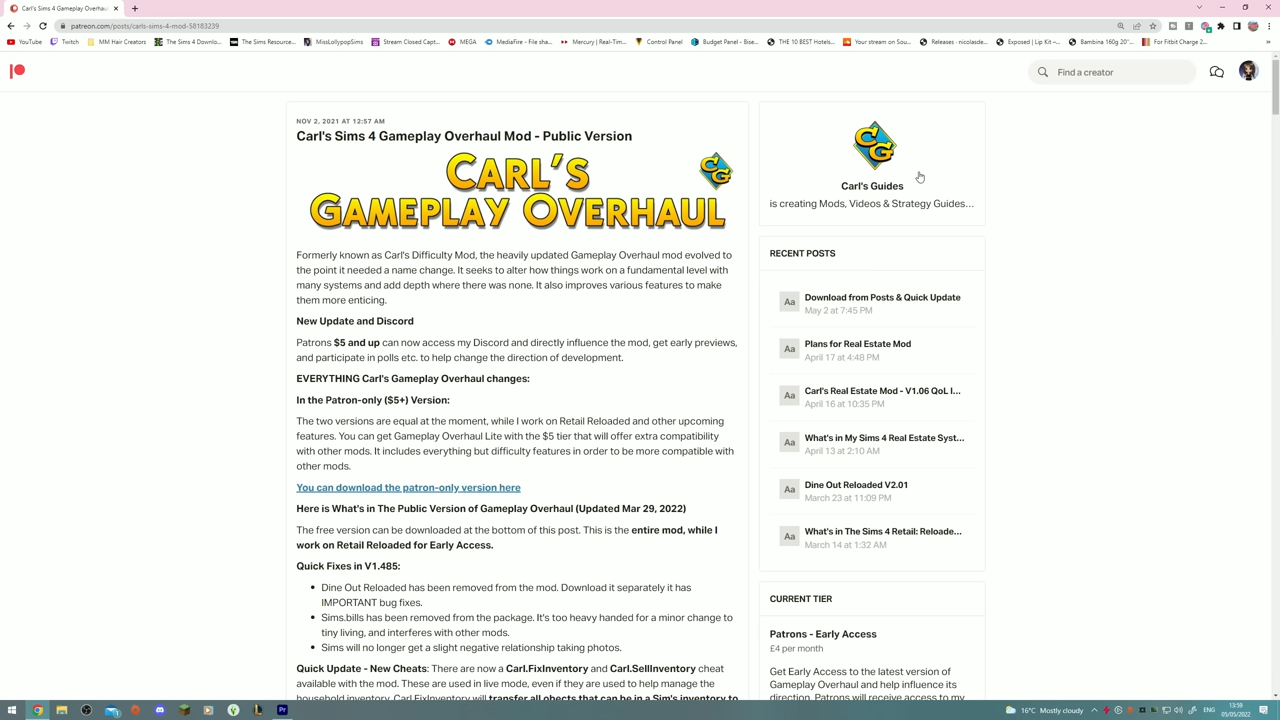 Carl's Sims 4 Gameplay Overhaul
patreon.com/posts/carls-sims-4-mod-58183239
YouTube
Twitch
MM Hair Creators
The Sims 4 Downlo...
The Sims Resource...
MissLollypopSims
Stream Closed Capt...
MEGA
MediaFire - File sha...
Mercury | Real-Tim...
Control Panel
Budget Panel - Bise...
THE 10 BEST Hotels...
Your stream on Sou...
Releases · nicolasde...
Exposed | Lip Kit –...
Bambina 160g 20"...
For Fitbit Charge 2...
»
Find a creator
NOV 2, 2021 AT 12:57 AM
Carl's Sims 4 Gameplay Overhaul Mod - Public Version
CARL'S
GAMEPLAY OVERHAUL
CG
Formerly known as Carl's Difficulty Mod, the heavily updated Gameplay Overhaul mod evolved to
the point it needed a name change. It seeks to alter how things work on a fundamental level with
many systems and add depth where there was none. It also improves various features to make
them more enticing.
New Update and Discord
Patrons $5 and up can now access my Discord and directly influence the mod, get early previews,
and participate in polls etc. to help change the direction of development.
EVERYTHING Carl's Gameplay Overhaul changes:
In the Patron-only ($5+) Version:
The two versions are equal at the moment, while I work on Retail Reloaded and other upcoming
features. You can get Gameplay Overhaul Lite with the $5 tier that will offer extra compatibility
with other mods. It includes everything but difficulty features in order to be more compatible with
other mods.
You can download the patron-only version here
Here is What's in The Public Version of Gameplay Overhaul (Updated Mar 29, 2022)
The free version can be downloaded at the bottom of this post. This is the entire mod, while I
work on Retail Reloaded for Early Access.
Quick Fixes in V1.485:
• Dine Out Reloaded has been removed from the mod. Download it separately it has
IMPORTANT bug fixes.
• Sims.bills has been removed from the package. It's too heavy handed for a minor change to
tiny living, and interferes with other mods.
• Sims will no longer get a slight negative relationship taking photos.
Quick Update - New Cheats: There are now a Carl.FixInventory and Carl.SellInventory cheat
available with the mod. These are used in live mode, even if they are used to help manage the
household inventory. Carl.FixInventory will transfer all objects that can be in a Sim's inventory to
CG
Carl's Guides
is creating Mods, Videos & Strategy Guides...
RECENT POSTS
Aa
Download from Posts & Quick Update
May 2 at 7:45 PM
Aa
Plans for Real Estate Mod
April 17 at 4:48 PM
Aa
Carl's Real Estate Mod - V1.06 QoL I...
April 16 at 10:35 PM
Aa
What's in My Sims 4 Real Estate Syst...
April 13 at 2:10 AM
Aa
Dine Out Reloaded V2.01
March 23 at 11:09 PM
Aa
What's in The Sims 4 Retail: Reloade...
March 14 at 1:32 AM
CURRENT TIER
Patrons - Early Access
£4 per month
Get Early Access to the latest version of
Gameplay Overhaul and help influence its
direction. Patrons will receive access to my
16°C Mostly cloudy
ENG
13:59
05/05/2022